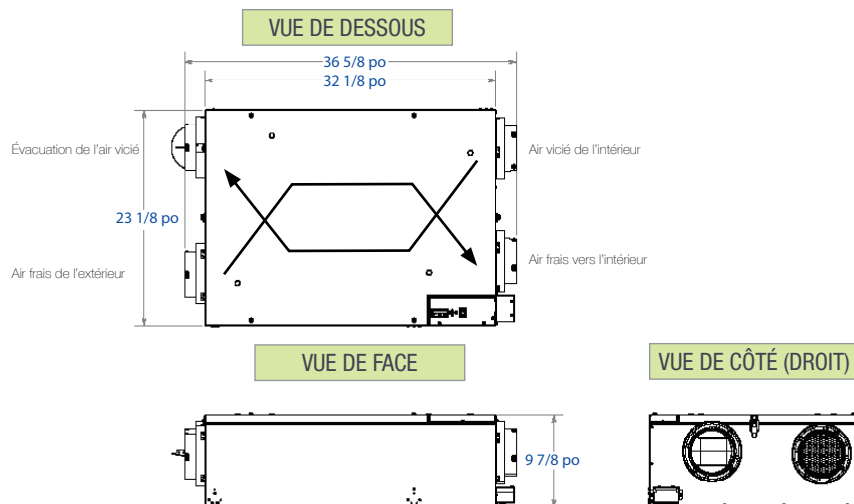 VUE DE DESSOUS
36 5/8 po
32 1/8 po
Évacuation de l'air vicié
Air vicié de l'intérieur
23 1/8 po
Air frais de l'extérieur
Air frais vers l'intérieur
VUE DE FACE
VUE DE CÔTÉ (DROIT)
9 7/8 po